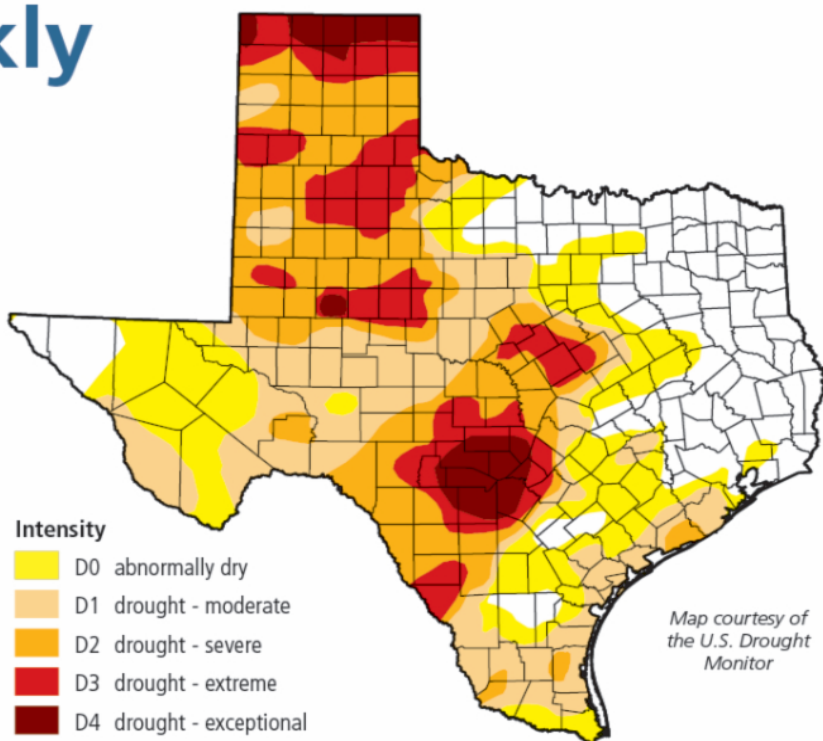 kly
Intensity
D0 abnormally dry
D1 drought - moderate
D2 drought - severe
D3 drought - extreme
D4 drought - exceptional
Map courtesy of
the U.S. Drought
Monitor